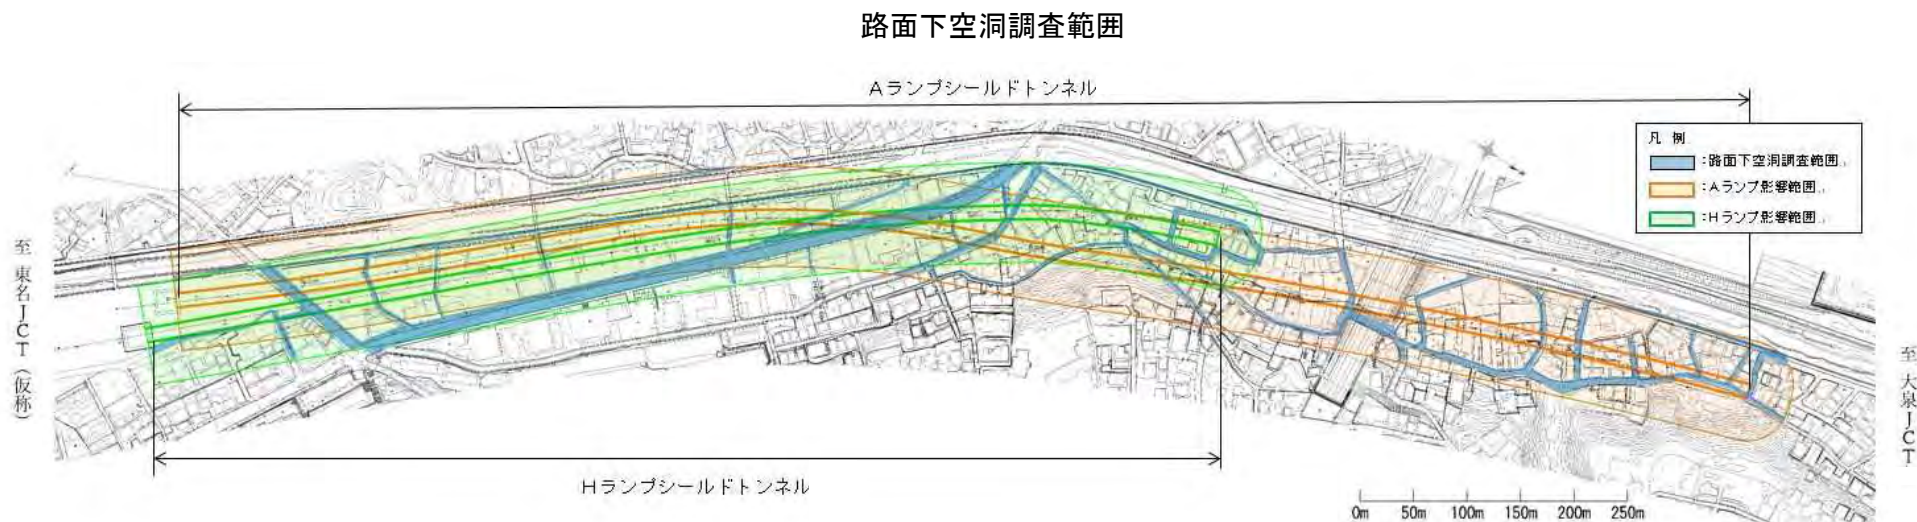 路面下空洞調査範囲
Aランプシールドトンネル
凡 例
:路面下空洞調査範囲
:Aランプ影響範囲
:Hランプ影響範囲
至 東名JCT(仮称)
至 大泉JCT
Hランプシールドトンネル
0m 50m 100m 150m 200m 250m